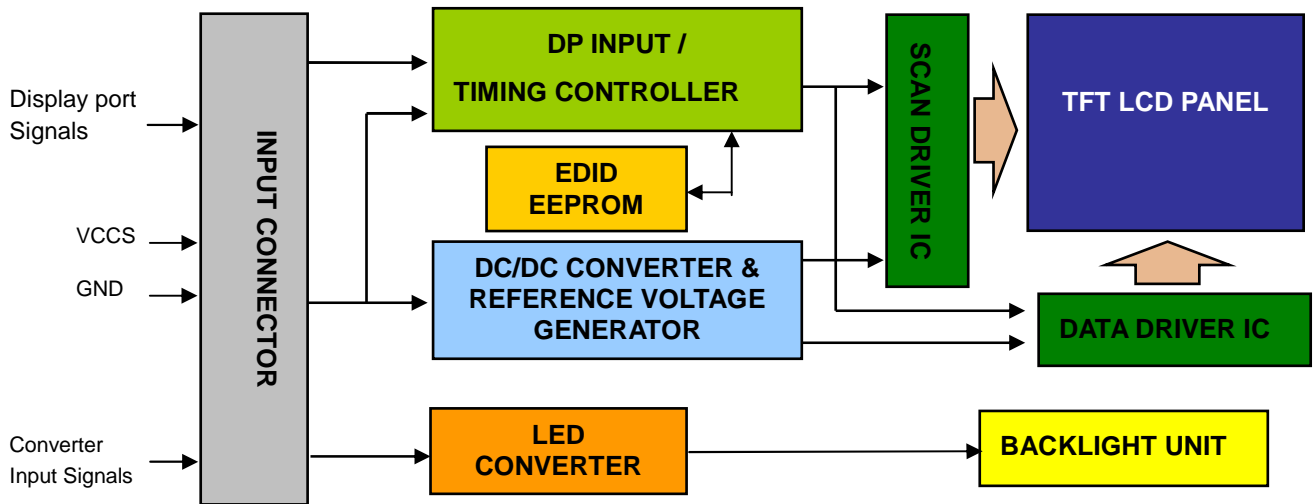 Display port
Signals
VCCS
GND
Converter
Input Signals
INPUT CONNECTOR
DP INPUT /
TIMING CONTROLLER
EDID
EEPROM
DC/DC CONVERTER &
REFERENCE VOLTAGE
GENERATOR
LED
CONVERTER
SCAN DRIVER IC
TFT LCD PANEL
DATA DRIVER IC
BACKLIGHT UNIT